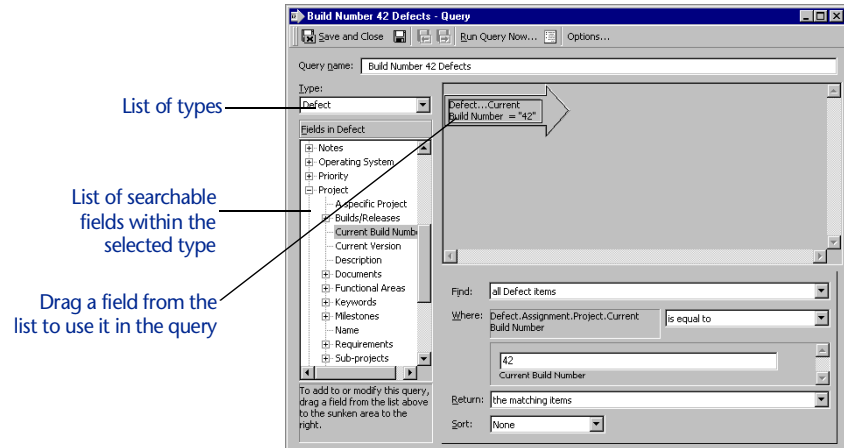 Build Number 42 Defects - Query
Save and Close Run Query Now... Options...
Query name: Build Number 42 Defects
Type:
Defect
Fields in Defect
Notes
Operating System
Priority
Project
A specific Project
Builds/Releases
Current Build Numb
Current Version
Description
Documents
Functional Areas
Keywords
Milestones
Name
Requirements
Sub-projects
To add to or modify this query,
drag a field from the list above
to the sunken area to the
right.
Defect...Current
Build Number = "42"
Find: all Defect items
Where: Defect.Assignment.Project.Current
Build Number
is equal to
42
Current Build Number
Return: the matching items
Sort: None
List of types
List of searchable
fields within the
selected type
Drag a field from the
list to use it in the query